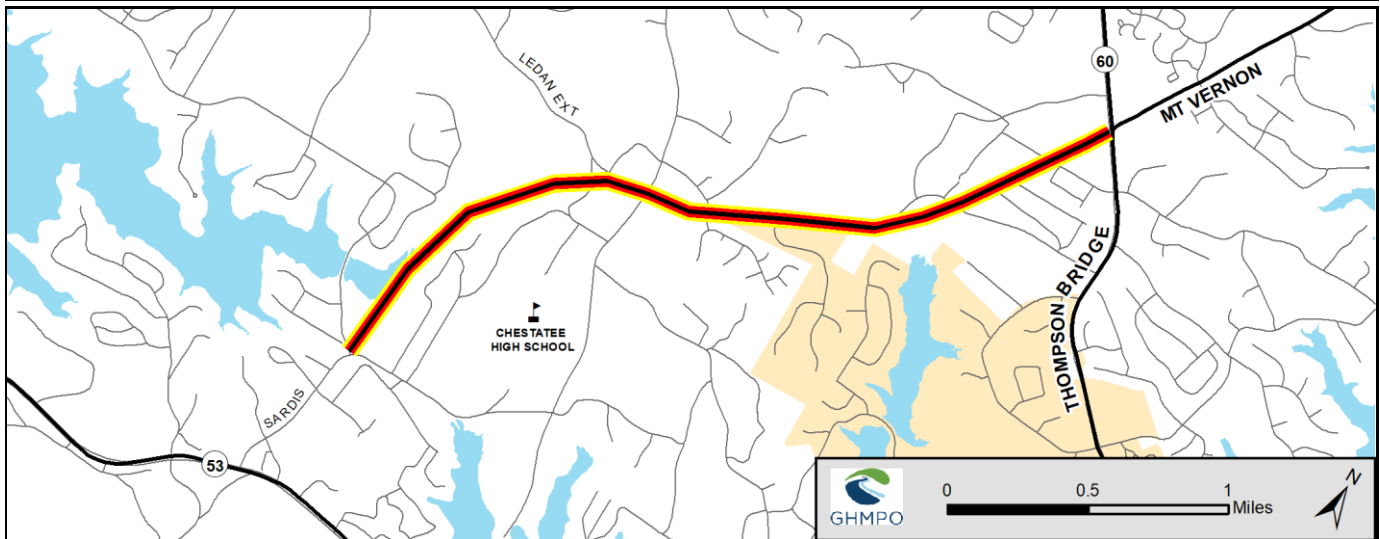 LEDAN EXT
60
MT VERNON
THOMPSON BRIDGE
CHESTATEE
HIGH SCHOOL
SARDIS
53
GHMPO
0 0.5 1
Miles
N